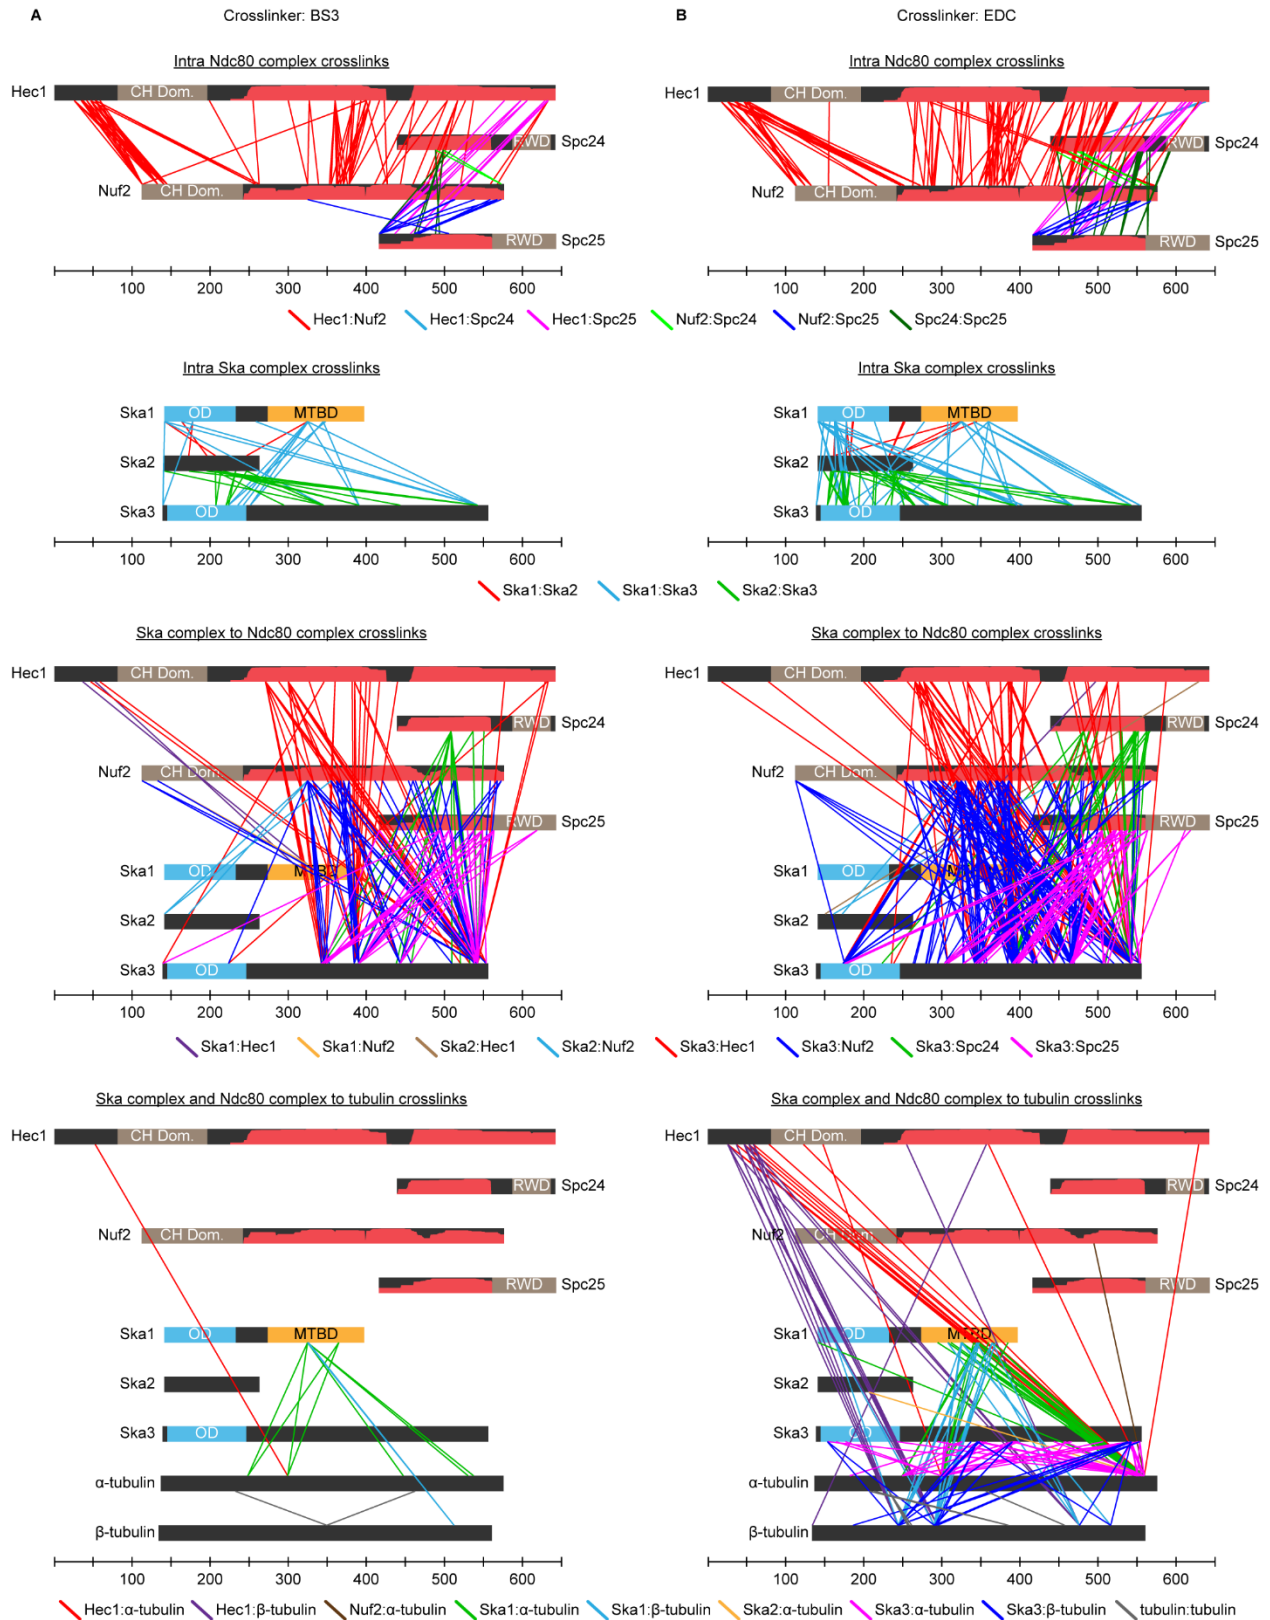 A Crosslinker: BS3
Intra Ndc80 complex crosslinks
Hec1 CH Dom.
RWD Spc24
Nuf2 CH Dom.
RWD Spc25
100 200 300 400 500 600
Hec1:Nuf2 Hec1:Spc24 Hec1:Spc25 Nuf2:Spc24 Nuf2:Spc25 Spc24:Spc25
Intra Ska complex crosslinks
Ska1 OD MTBD
Ska2
Ska3 OD
100 200 300 400 500 600
Ska1:Ska2 Ska1:Ska3 Ska2:Ska3
Ska complex to Ndc80 complex crosslinks
Hec1 CH Dom.
RWD Spc24
Nuf2 CH Dom.
RWD Spc25
Ska1 OD MTBD
Ska2
Ska3 OD
100 200 300 400 500 600
Ska1:Hec1 Ska1:Nuf2 Ska2:Hec1 Ska2:Nuf2 Ska3:Hec1 Ska3:Nuf2 Ska3:Spc24 Ska3:Spc25
Ska complex and Ndc80 complex to tubulin crosslinks
Hec1 CH Dom.
RWD Spc24
Nuf2 CH Dom.
RWD Spc25
Ska1 OD MTBD
Ska2
Ska3 OD
α-tubulin
β-tubulin
100 200 300 400 500 600
Hec1:α-tubulin Hec1:β-tubulin Nuf2:α-tubulin Ska1:α-tubulin Ska1:β-tubulin Ska2:α-tubulin Ska3:α-tubulin Ska3:β-tubulin tubulin:tubulin
B Crosslinker: EDC
Intra Ndc80 complex crosslinks
Hec1 CH Dom.
RWD Spc24
Nuf2 CH Dom.
RWD Spc25
100 200 300 400 500 600
Intra Ska complex crosslinks
Ska1 OD MTBD
Ska2
Ska3 OD
100 200 300 400 500 600
Ska complex to Ndc80 complex crosslinks
Hec1 CH Dom.
RWD Spc24
Nuf2 CH Dom.
RWD Spc25
Ska1 OD
Ska2
Ska3 OD
100 200 300 400 500 600
Ska complex and Ndc80 complex to tubulin crosslinks
Hec1 CH Dom.
RWD Spc24
Nuf2 CH Dom.
RWD Spc25
Ska1 OD MTBD
Ska2
Ska3 OD
α-tubulin
β-tubulin
100 200 300 400 500 600